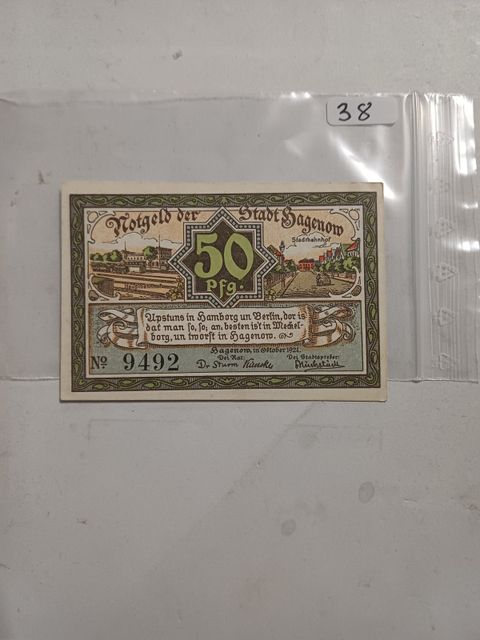 38
Notgeld der Stadt Hagenow
Stadtbahnhof
50
Pfg.
Upstuns in Hamborg un Berlin, dor is
dat man so, so; an. besten is't in Meckel-
borg, un tworst in Hagenow.
Hagenow, in Oktober 1921.
Der Rat: Der Stadtsprecher:
Dr Sturm
No. 9492